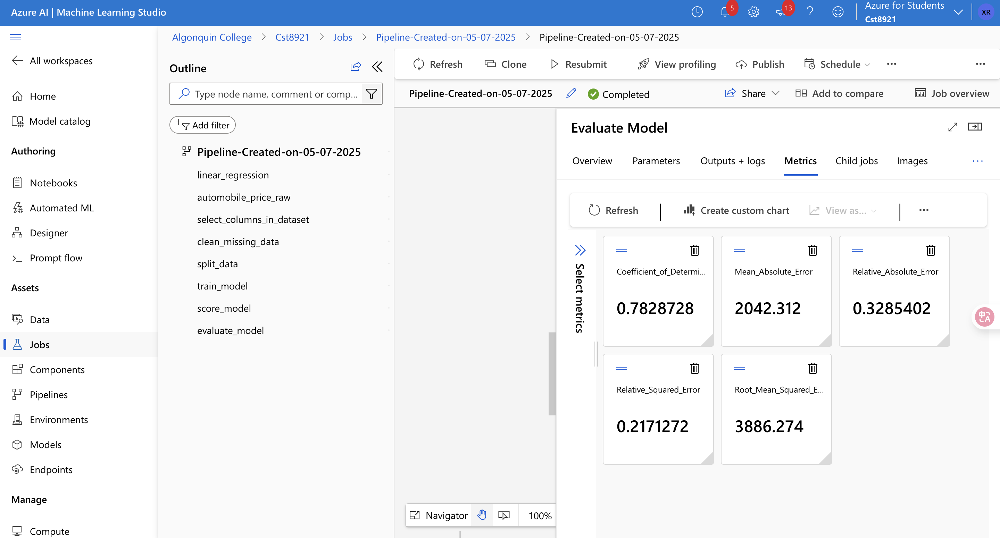 Azure AI | Machine Learning Studio
5
13
Azure for Students
Cst8921
XR
All workspaces
Home
Model catalog
Authoring
Notebooks
Automated ML
Designer
Prompt flow
Assets
Data
Jobs
Components
Pipelines
Environments
Models
Endpoints
Manage
Compute
Algonquin College > Cst8921 > Jobs > Pipeline-Created-on-05-07-2025 > Pipeline-Created-on-05-07-2025
Outline
Type node name, comment or comp...
Add filter
Pipeline-Created-on-05-07-2025
linear_regression
automobile_price_raw
select_columns_in_dataset
clean_missing_data
split_data
train_model
score_model
evaluate_model
Refresh Clone Resubmit View profiling Publish Schedule
Pipeline-Created-on-05-07-2025 Completed Share Add to compare Job overview
Evaluate Model
Overview Parameters Outputs + logs Metrics Child jobs Images
Refresh | Create custom chart View as... |
Select metrics
Coefficient_of_Determi...
0.7828728
Mean_Absolute_Error
2042.312
Relative_Absolute_Error
0.3285402
Relative_Squared_Error
0.2171272
Root_Mean_Squared_E...
3886.274
Navigator 100%
中A